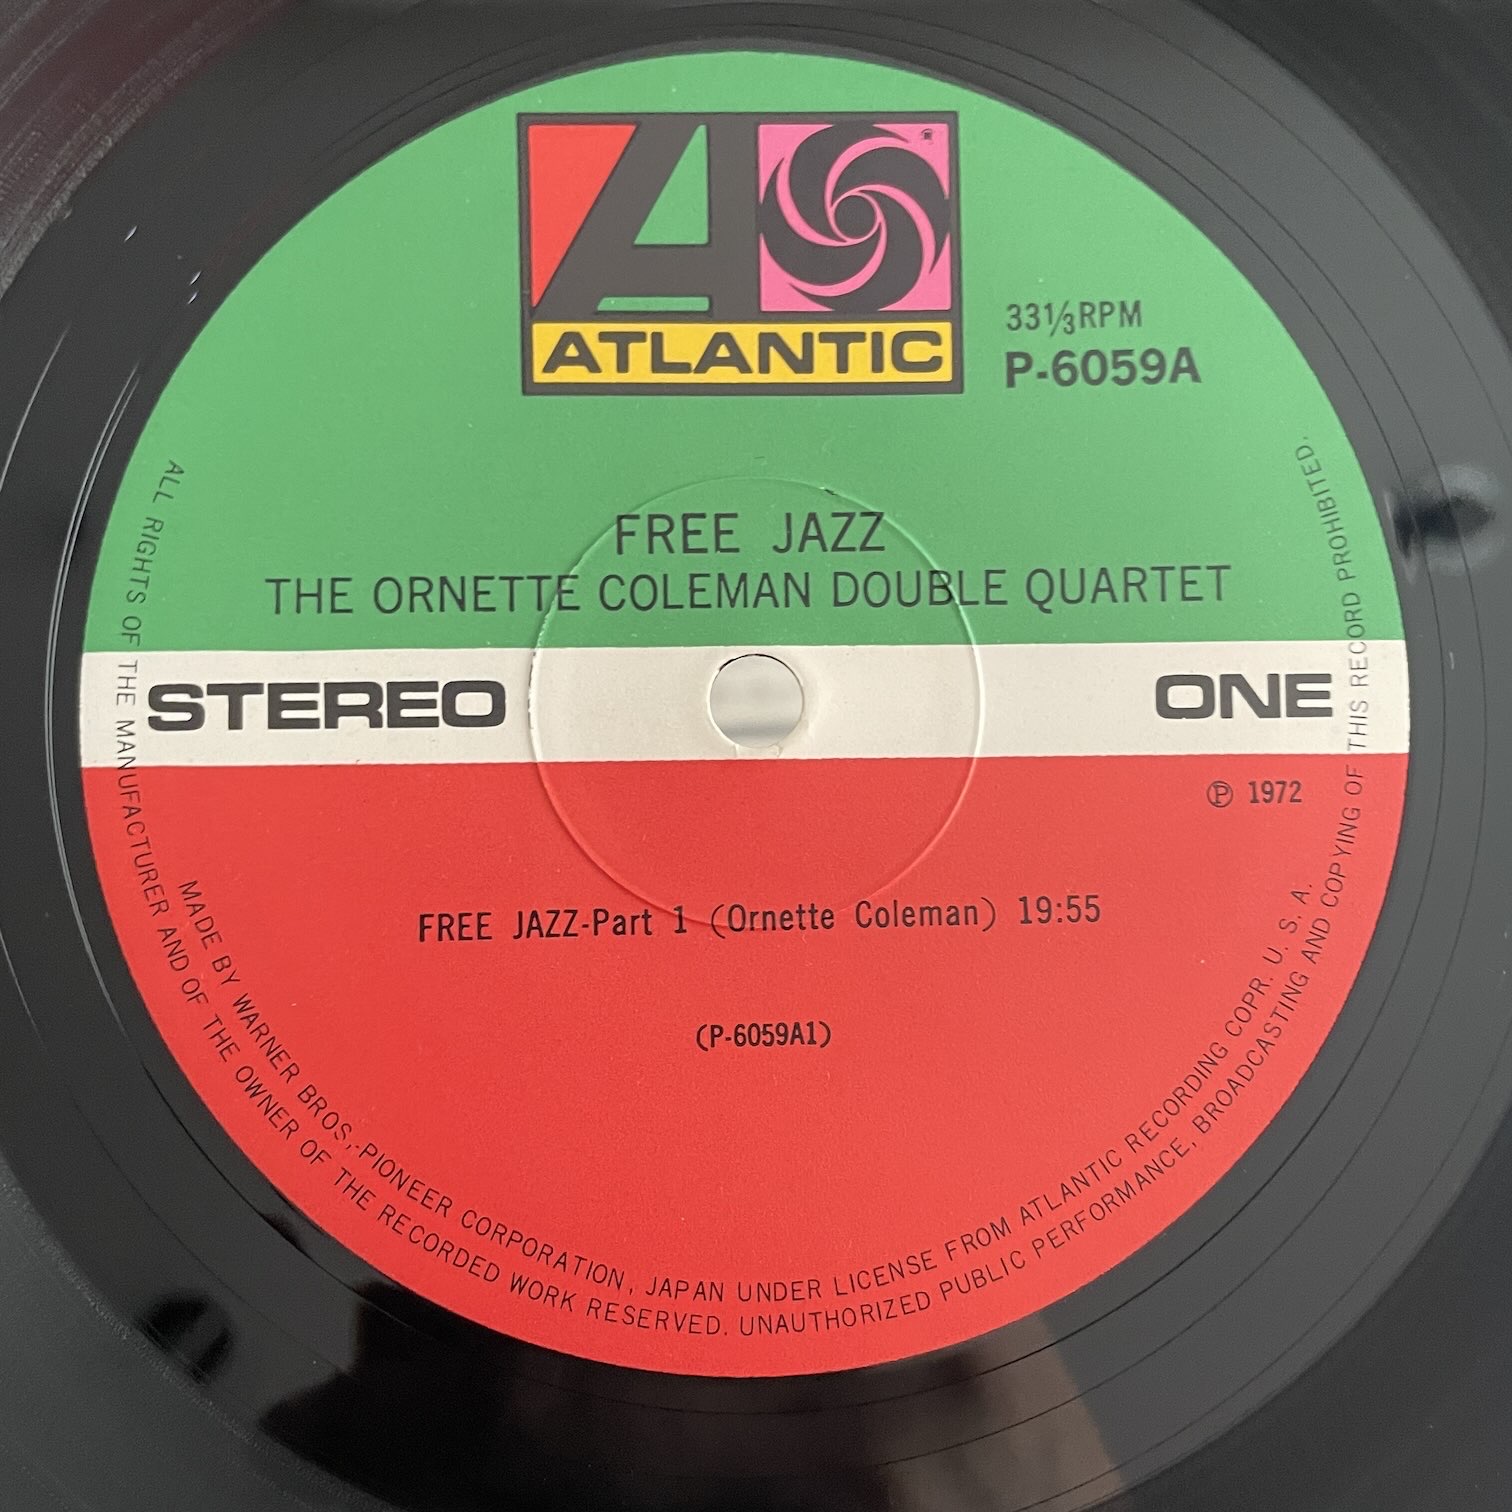 A
ATLANTIC
33⅓RPM
P-6059A
FREE JAZZ
THE ORNETTE COLEMAN DOUBLE QUARTET
STEREO
ONE
℗ 1972
FREE JAZZ-Part 1 (Ornette Coleman) 19:55
(P-6059A1)
MADE BY WARNER BROS,-PIONEER CORPORATION, JAPAN UNDER LICENSE FROM ATLANTIC RECORDING COPR. U. S. A.
ALL RIGHTS OF THE MANUFACTURER AND OF THE OWNER OF THE RECORDED WORK RESERVED. UNAUTHORIZED PUBLIC PERFORMANCE, BROADCASTING AND COPYING OF THIS RECORD PROHIBITED.